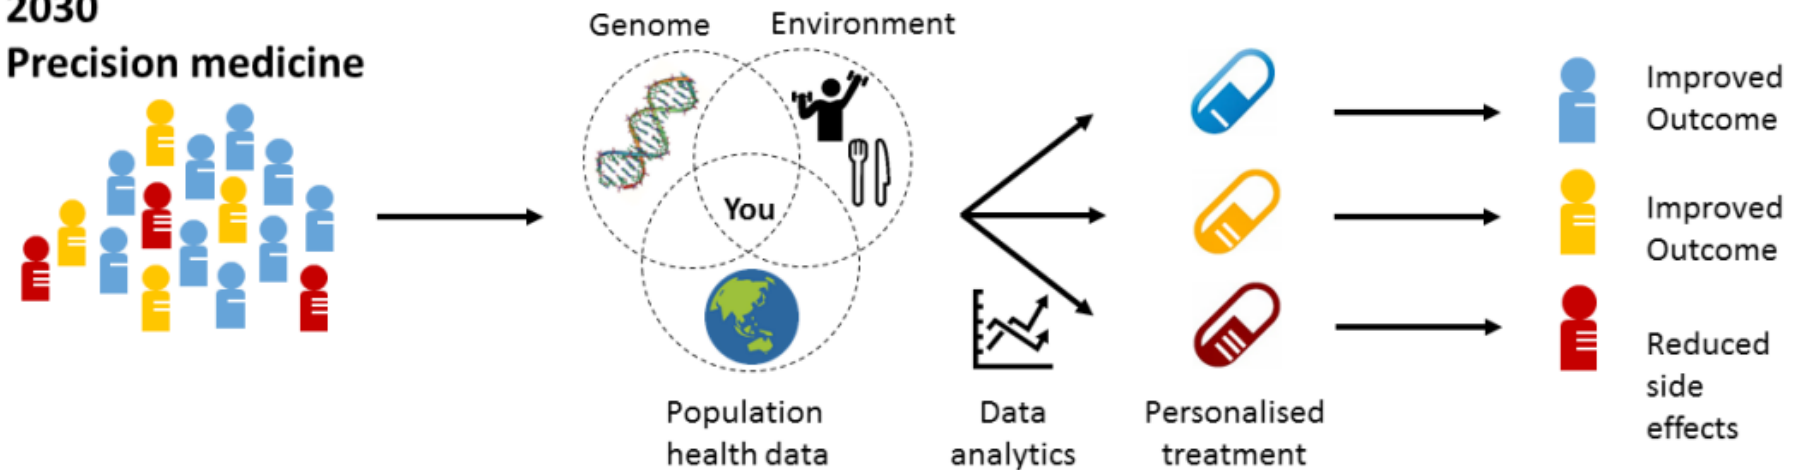 2030
Precision medicine
Genome
Environment
You
Population
health data
Data
analytics
Personalised
treatment
Improved
Outcome
Improved
Outcome
Reduced
side
effects